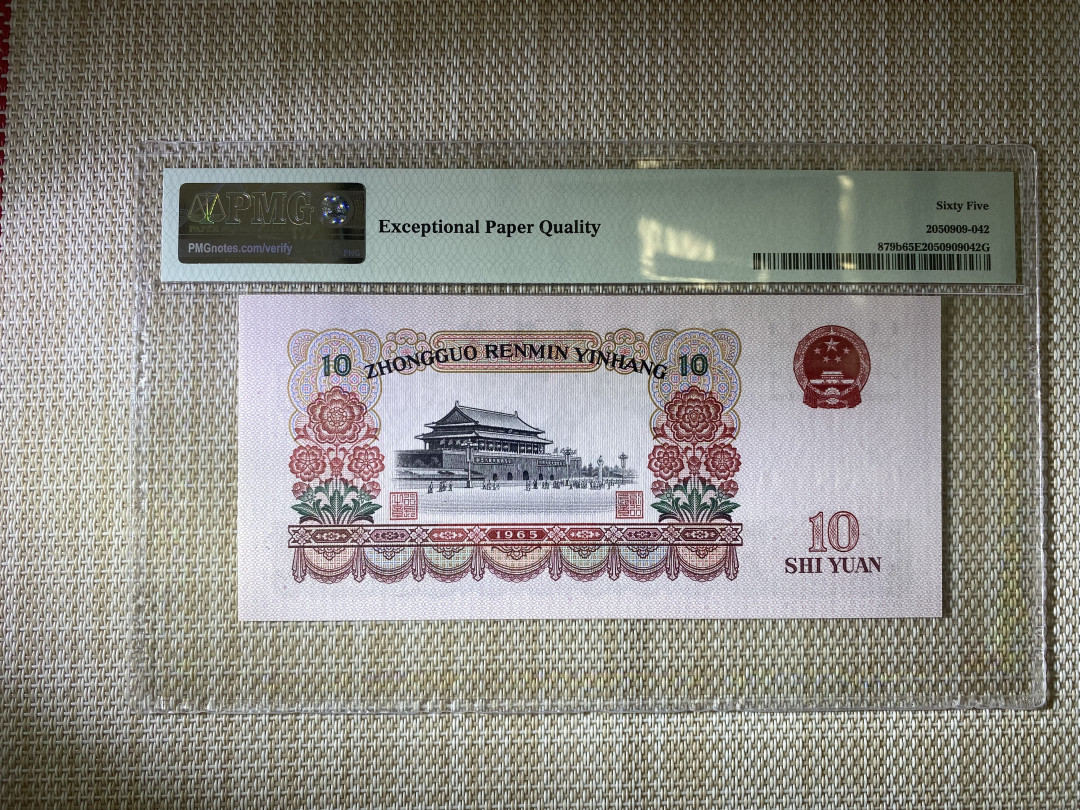 PMG
PMGnotes.com/verify
Exceptional Paper Quality
Sixty Five
2050909-042
879b65E2050909042G
10 ZHONGGUO RENMIN YINHANG 10
1965
10
SHI YUAN